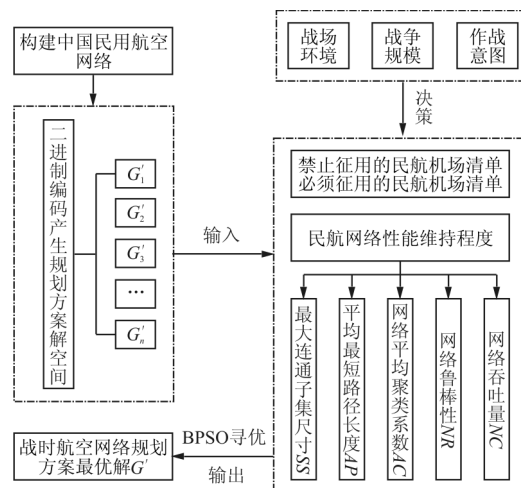 构建中国民用航空
网络
二进制编码产生规划方案解空间
G′₁
G′₂
G′₃
···
G′ₙ
输入
战场
环境
战争
规模
作战
意图
决策
禁止征用的民航机场清单
必须征用的民航机场清单
民航网络性能维持程度
最大连通子集尺寸SS
平均最短路径长度AP
网络平均聚类系数AC
网络鲁棒性NR
网络吞吐量NC
BPSO寻优
输出
战时航空网络规划
方案最优解G′